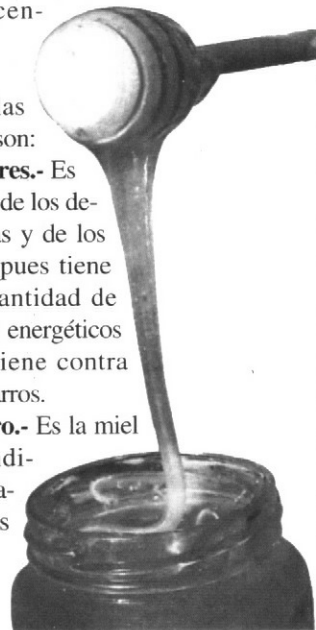 cen-
las
son:
res.- Es
de los de-
s y de los
pues tiene
antidad de
energéticos
iene contra
rros.
ro.- Es la miel
di-
a-
s